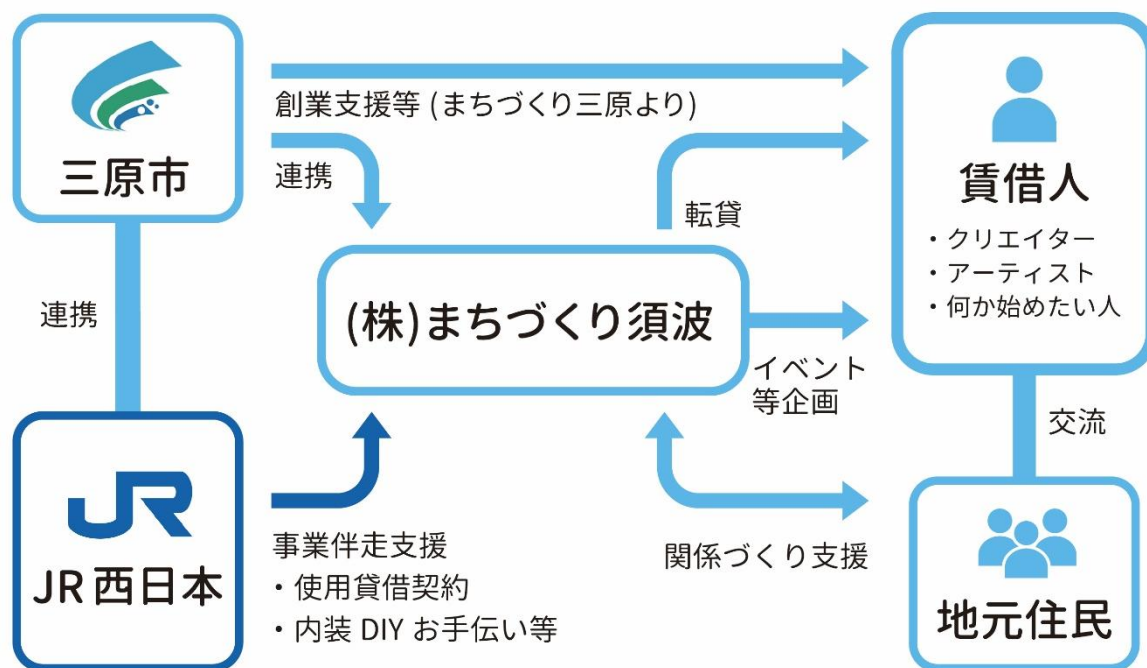 三原市
創業支援等 (まちづくり三原より)
連携
転貸
賃借人
・クリエイター
・アーティスト
・何か始めたい人
連携
(株)まちづくり須波
イベント
等企画
交流
JR
JR西日本
事業伴走支援
・使用貸借契約
・内装 DIY お手伝い等
関係づくり支援
地元住民